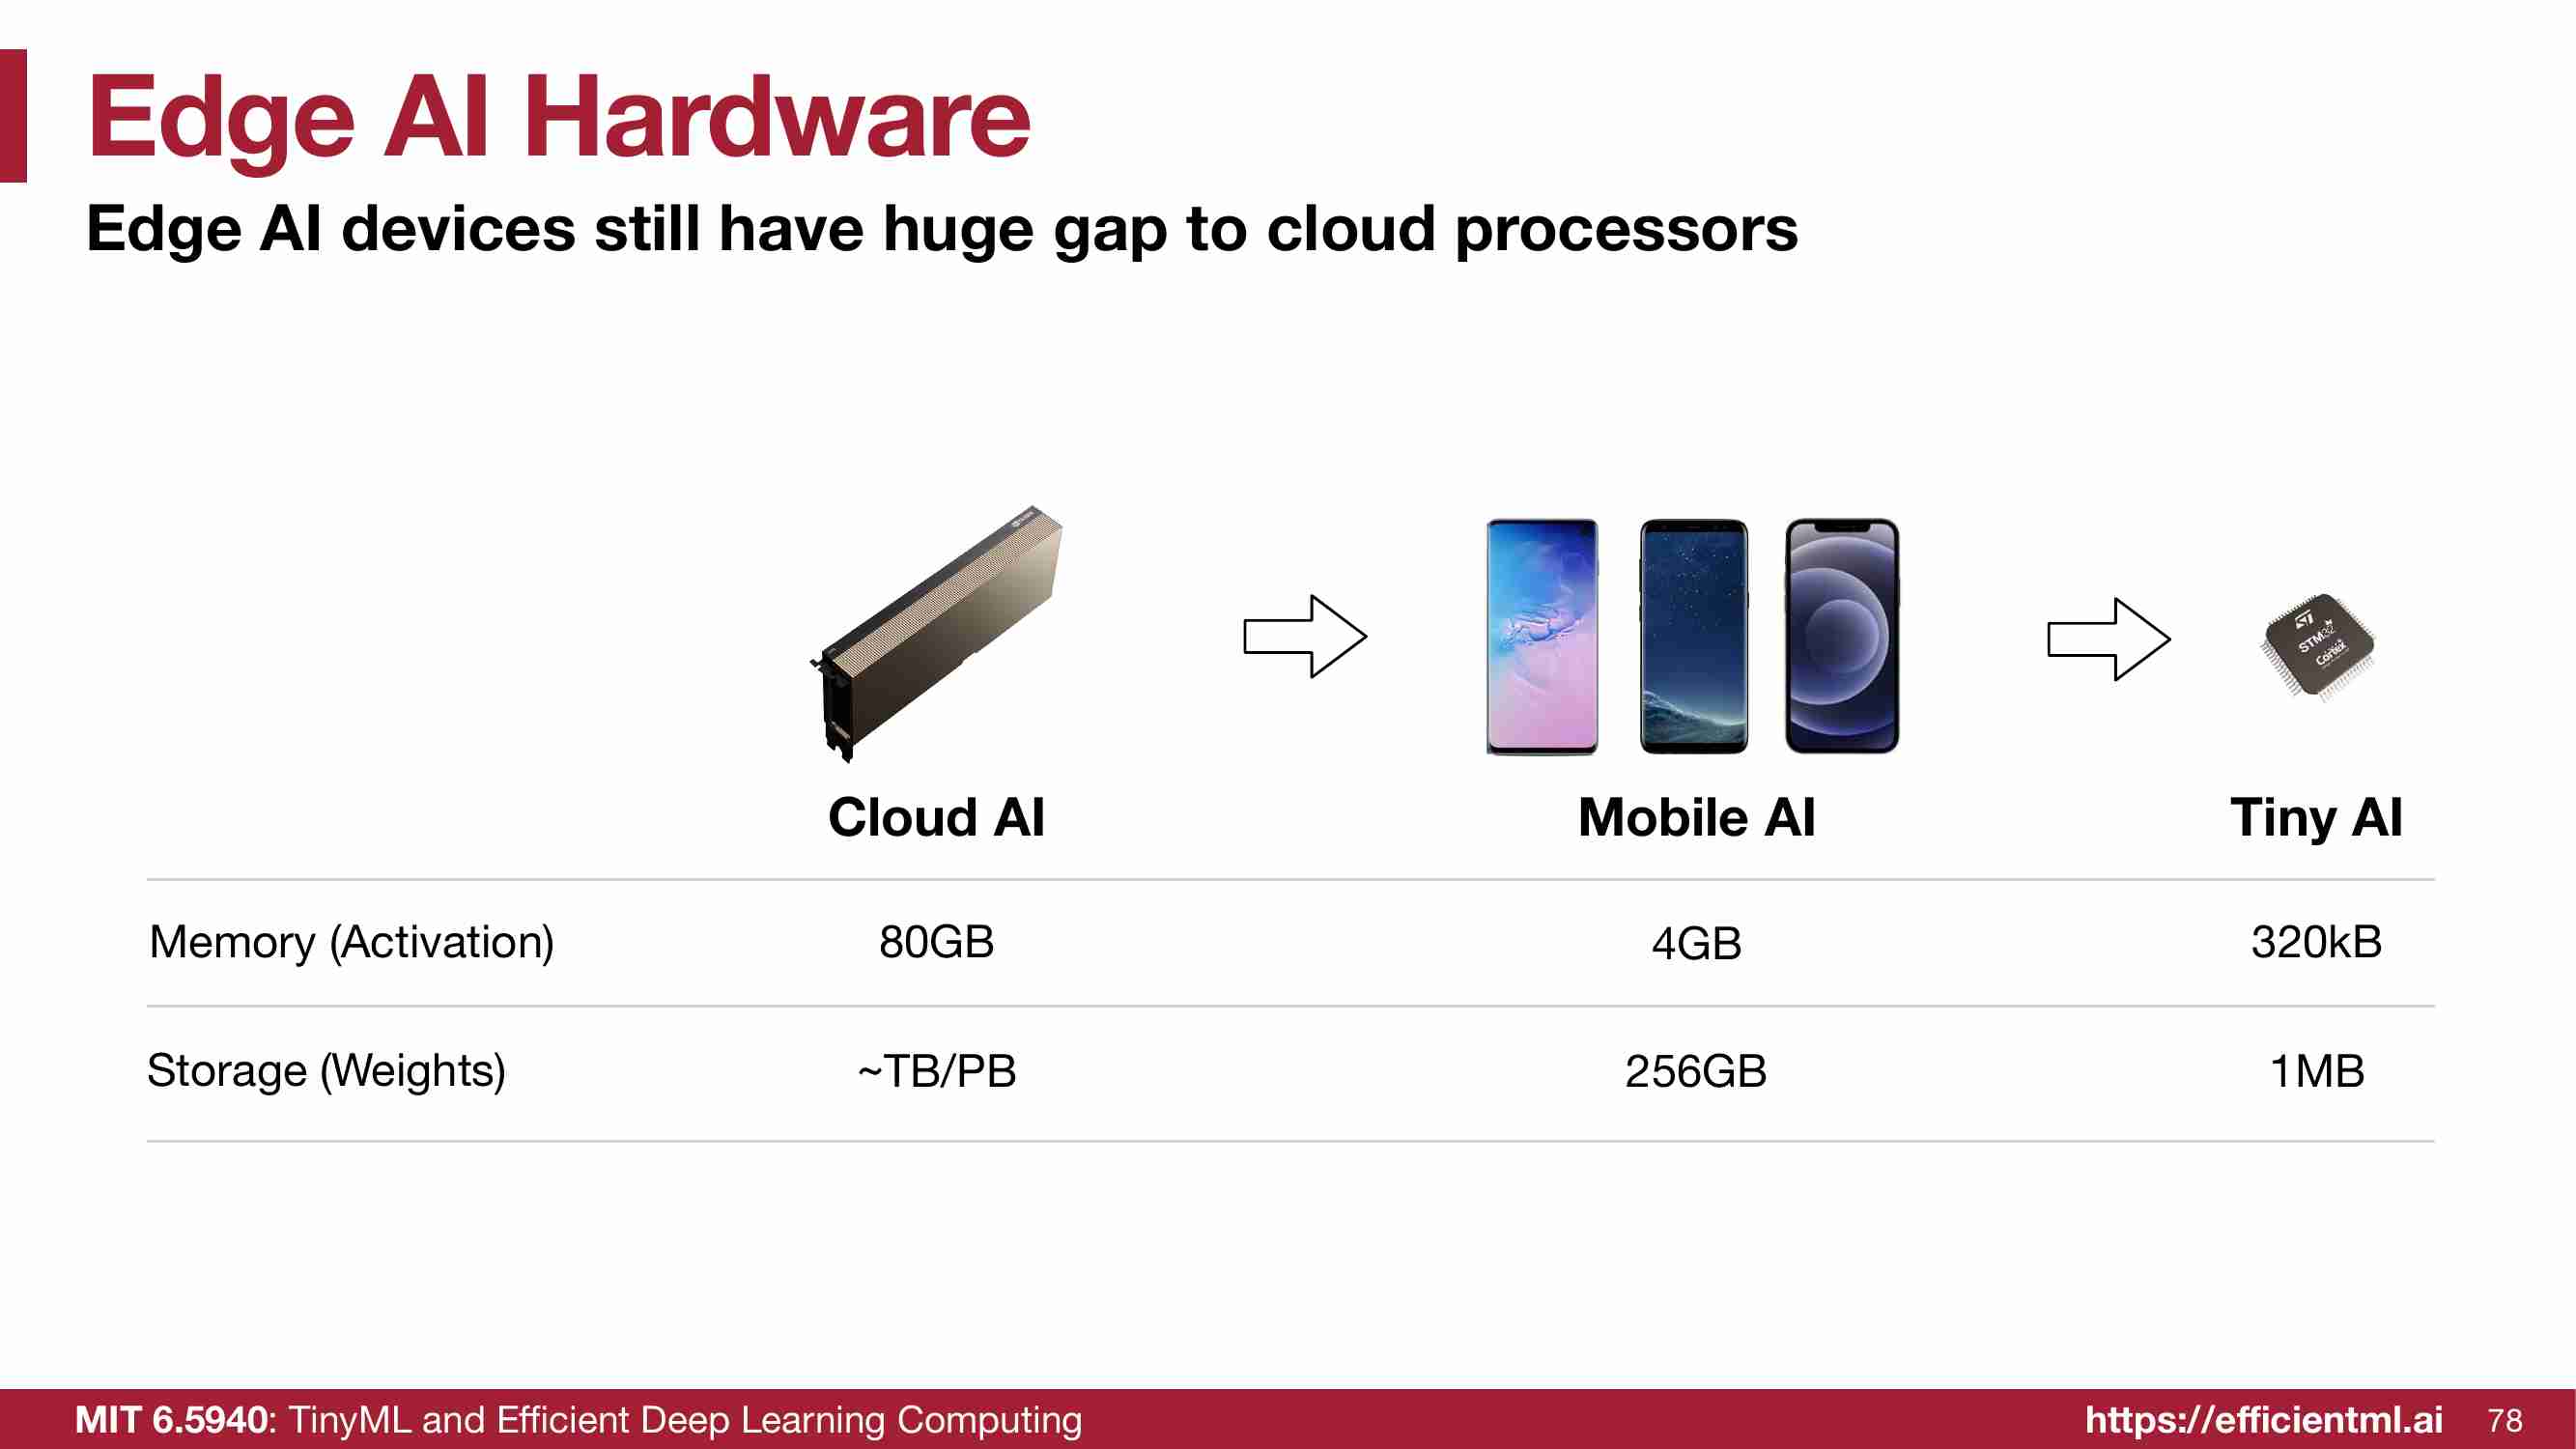 Edge AI Hardware
Edge AI devices still have huge gap to cloud processors
STM32
Cortex
Cloud AI
Mobile AI
Tiny AI
Memory (Activation)
80GB
4GB
320kB
Storage (Weights)
~TB/PB
256GB
1MB
MIT 6.5940: TinyML and Efficient Deep Learning Computing
https://efficientml.ai
78